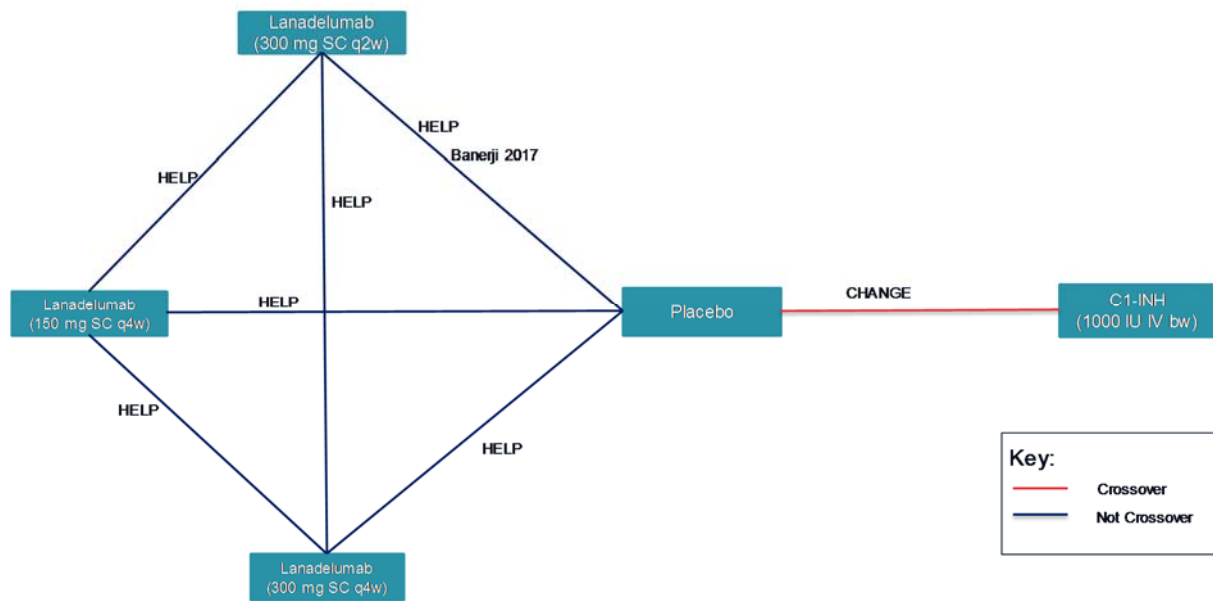 Lanadelumab
(300 mg SC q2w)
HELP
Banerji 2017
HELP
HELP
Lanadelumab
(150 mg SC q4w)
HELP
Placebo
CHANGE
C1-INH
(1000 IU IV bw)
HELP
HELP
Lanadelumab
(300 mg SC q4w)
Key:
Crossover
Not Crossover